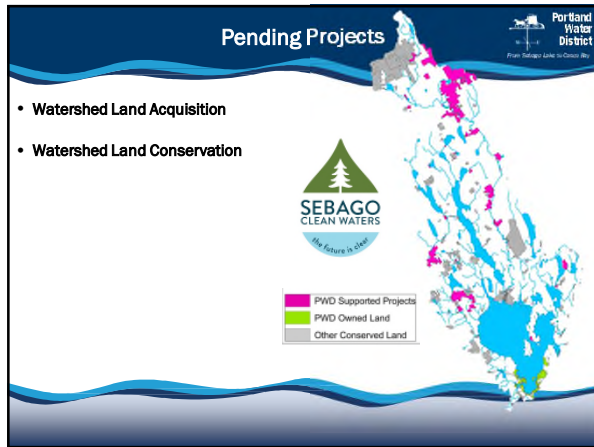 Pending Projects
Portland
Water
District
From Sebago Lake to Casco Bay
• Watershed Land Acquisition
• Watershed Land Conservation
SEBAGO
CLEAN WATERS
the future is clear
PWD Supported Projects
PWD Owned Land
Other Conserved Land